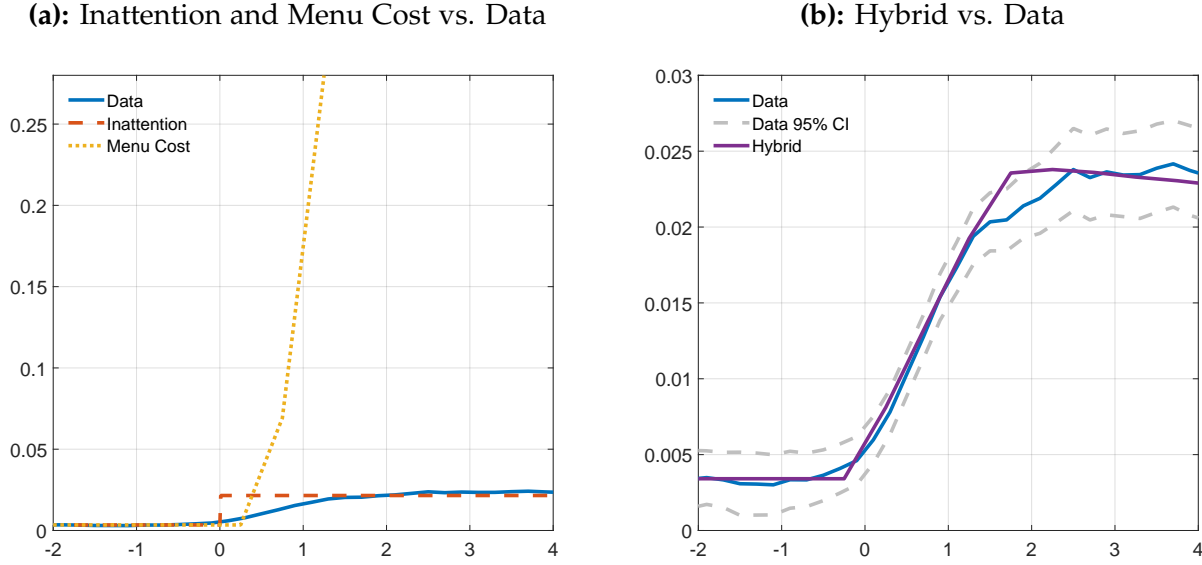 (a): Inattention and Menu Cost vs. Data
Data
Inattention
Menu Cost
0.25
0.2
0.15
0.1
0.05
0
-2 -1 0 1 2 3 4
(b): Hybrid vs. Data
0.03
Data
Data 95% CI
Hybrid
0.025
0.02
0.015
0.01
0.005
0
-2 -1 0 1 2 3 4